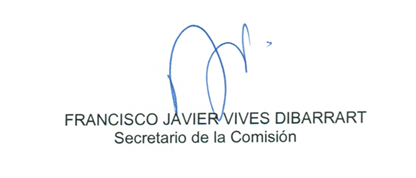 FRANCISCO JAVIER VIVES DIBARRART
Secretario de la Comisión